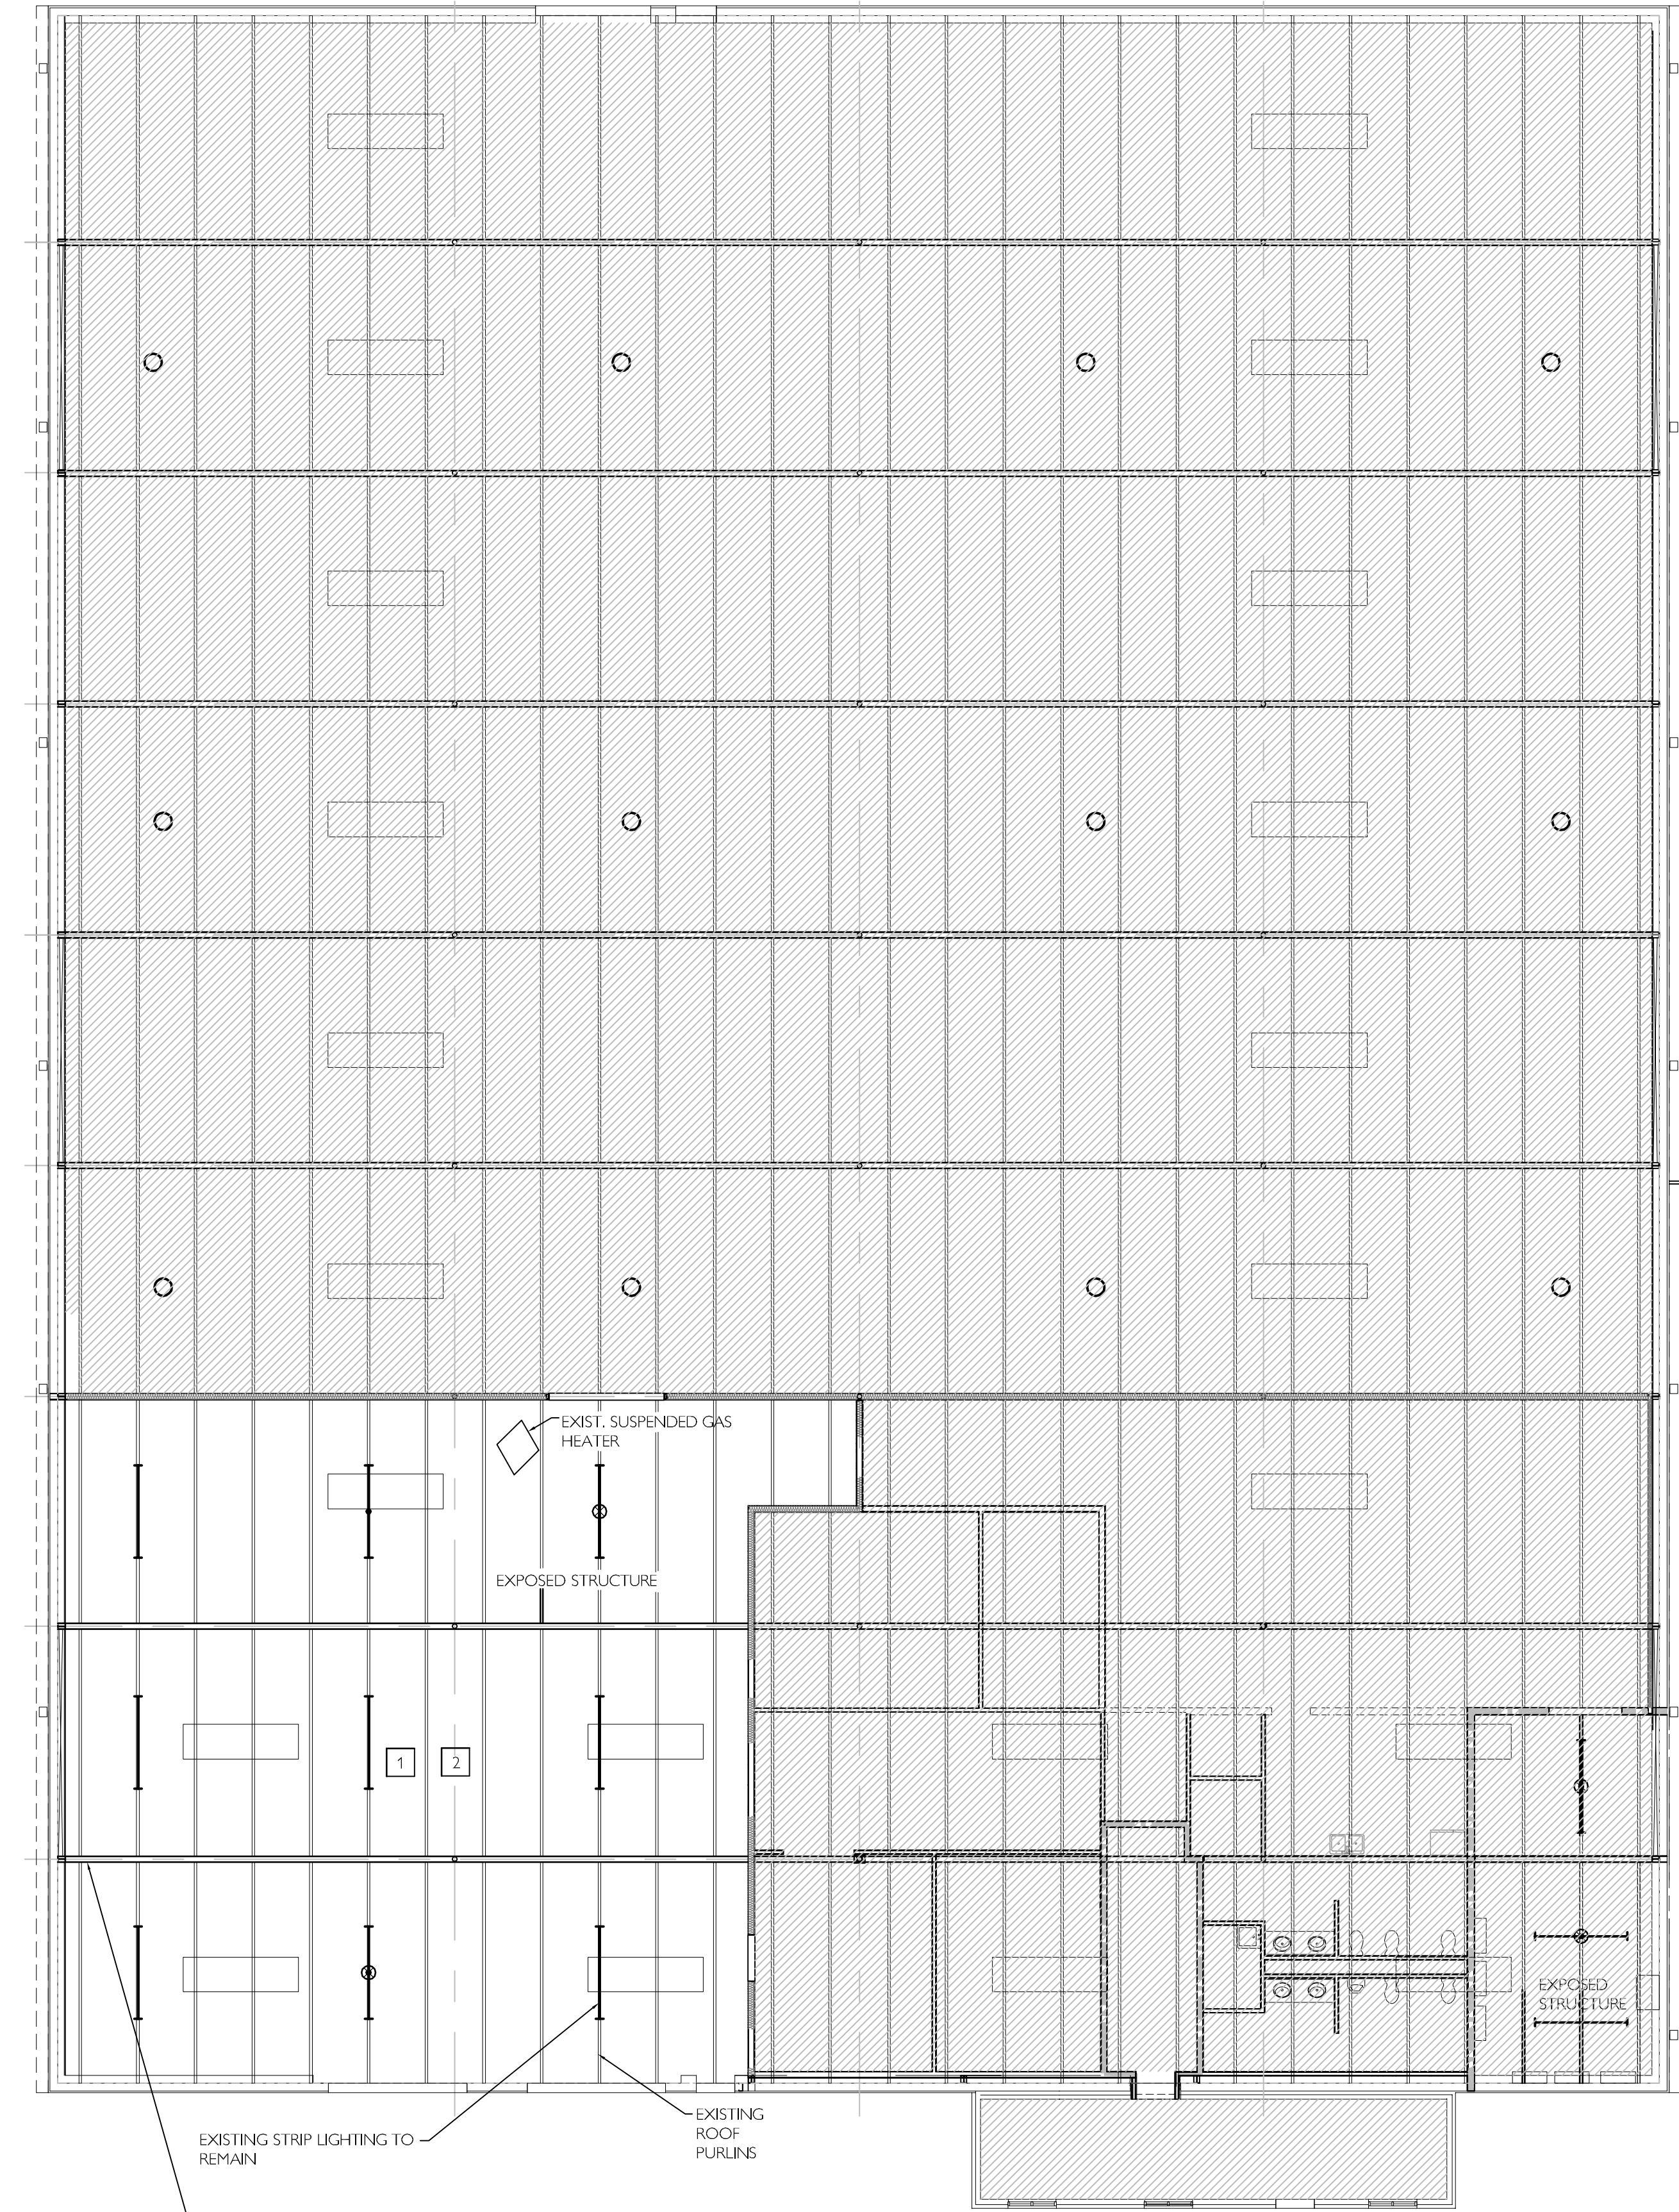 EXIST. SUSPENDED GAS
HEATER
EXPOSED STRUCTURE
1
2
EXPOSED
STRUCTURE
EXISTING STRIP LIGHTING TO
REMAIN
EXISTING
ROOF
PURLINS